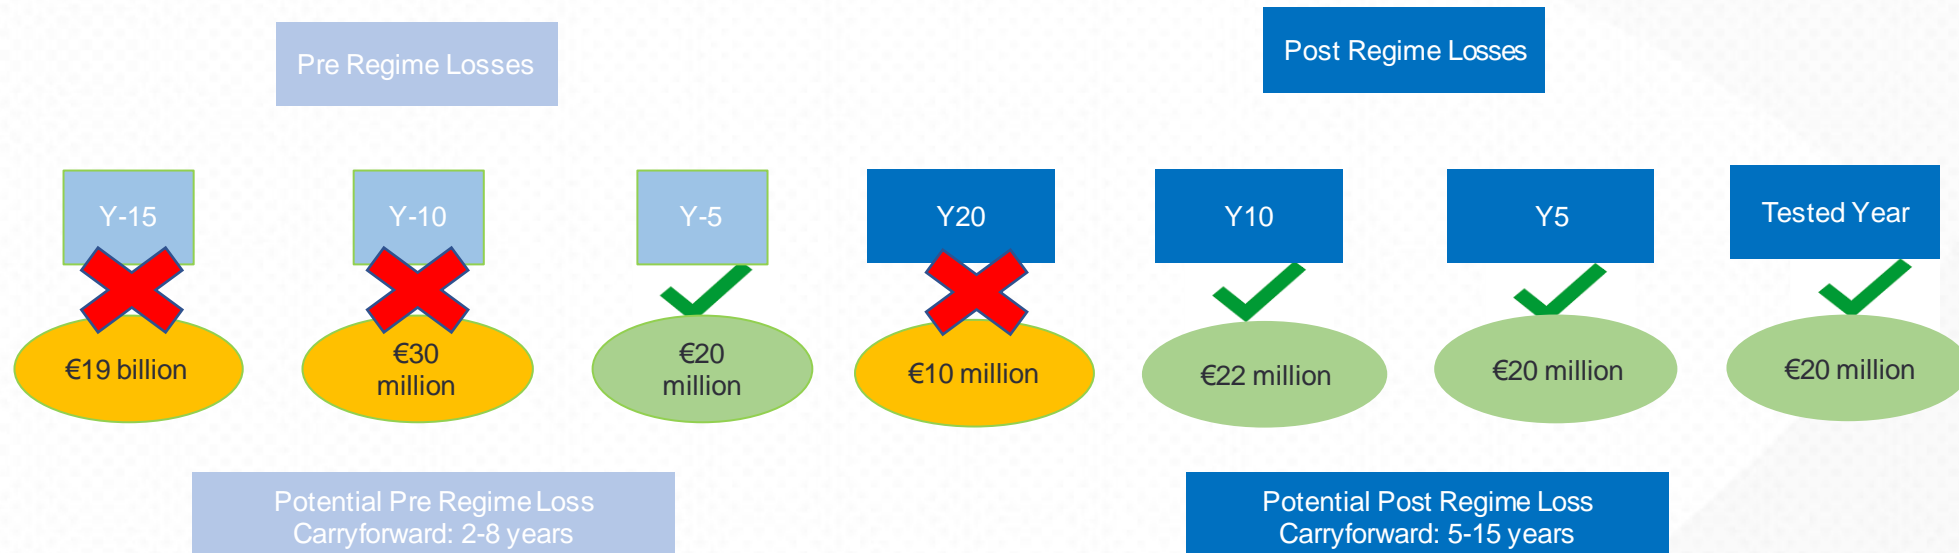 Pre Regime Losses
Post Regime Losses
Y-15
Y-10
Y-5
Y20
Y10
Y5
Tested Year
€19 billion
€30
million
€20
million
€10 million
€22 million
€20 million
€20 million
Potential Pre Regime Loss
Carryforward: 2-8 years
Potential Post Regime Loss
Carryforward: 5-15 years